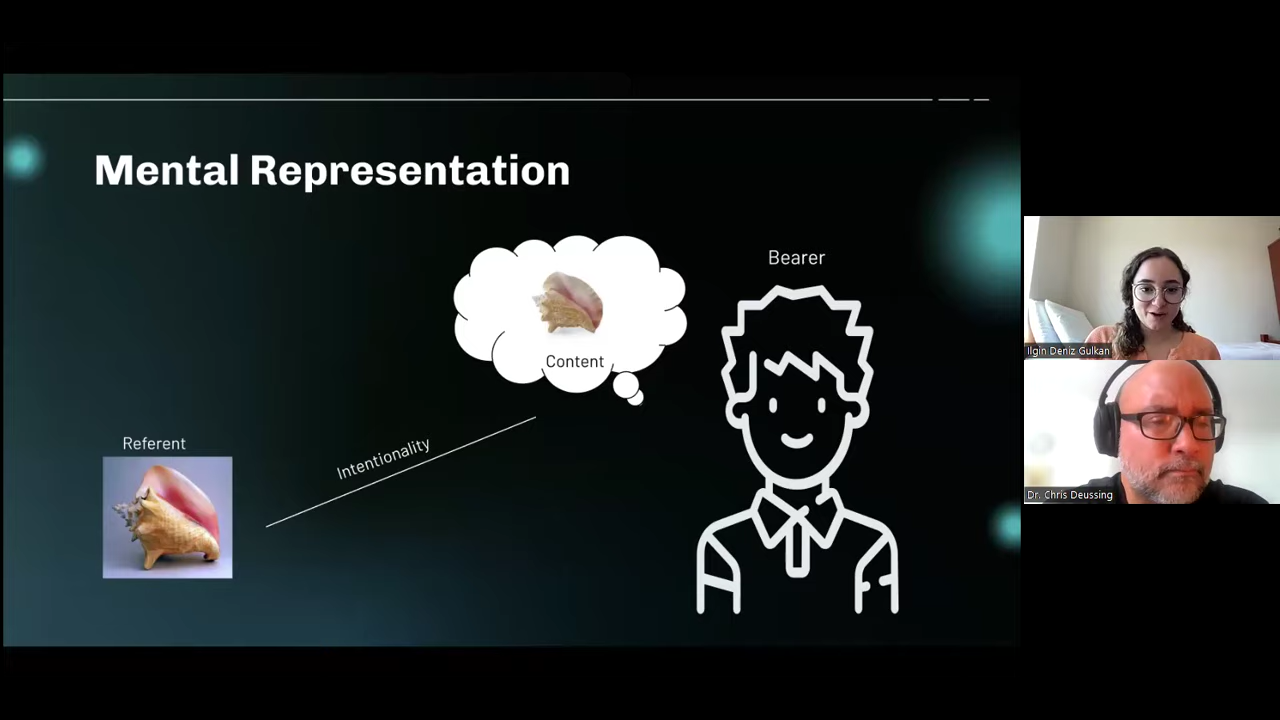 Mental Representation
Bearer
Content
Intentionality
Referent
Ilgin Deniz Gulkan
Dr. Chris Deussing